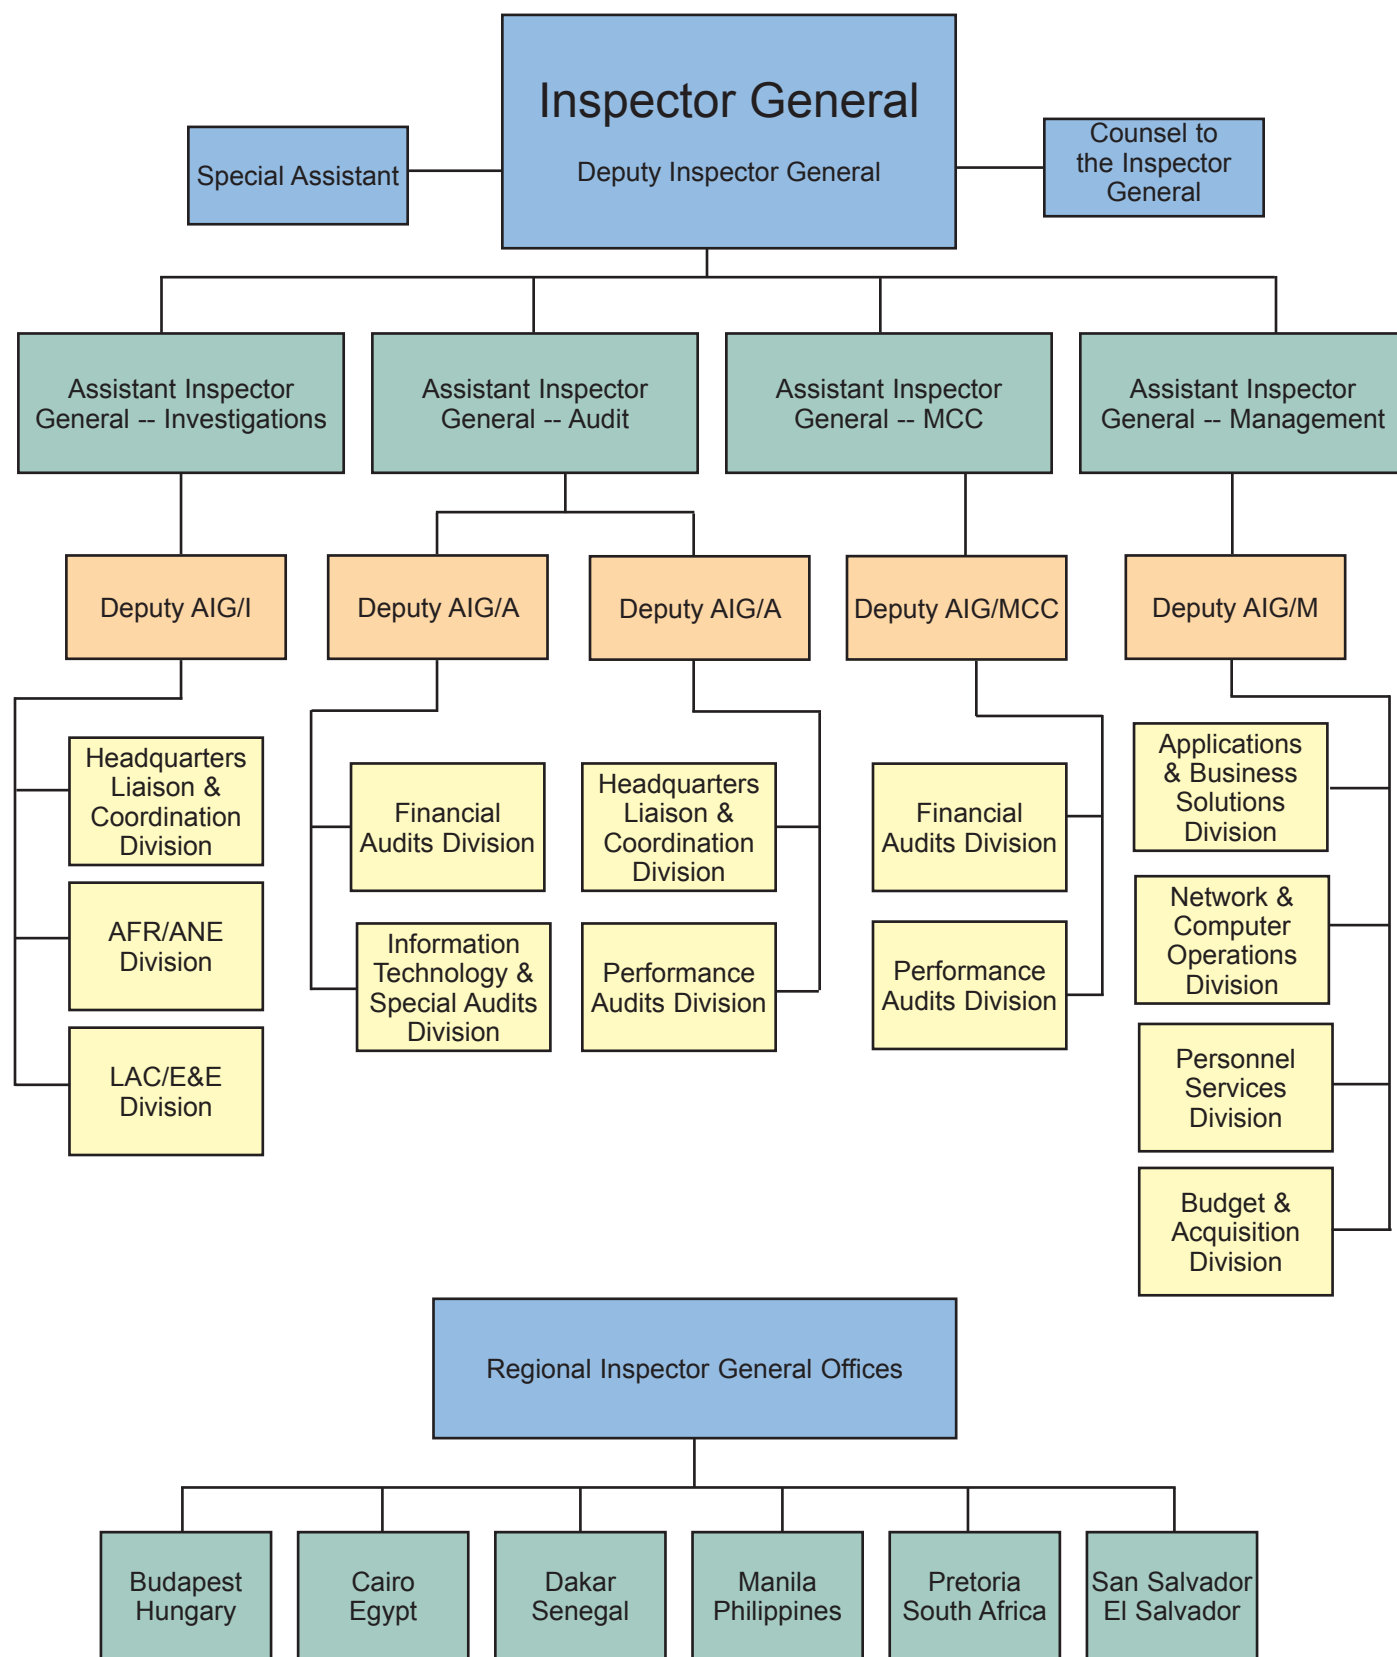 Inspector General
Deputy Inspector General
Special Assistant
Counsel to
the Inspector
General
Assistant Inspector
General -- Investigations
Assistant Inspector
General -- Audit
Assistant Inspector
General -- MCC
Assistant Inspector
General -- Management
Deputy AIG/I
Deputy AIG/A
Deputy AIG/A
Deputy AIG/MCC
Deputy AIG/M
Headquarters
Liaison &
Coordination
Division
AFR/ANE
Division
LAC/E&E
Division
Financial
Audits Division
Information
Technology &
Special Audits
Division
Headquarters
Liaison &
Coordination
Division
Performance
Audits Division
Financial
Audits Division
Performance
Audits Division
Applications
& Business
Solutions
Division
Network &
Computer
Operations
Division
Personnel
Services
Division
Budget &
Acquisition
Division
Regional Inspector General Offices
Budapest
Hungary
Cairo
Egypt
Dakar
Senegal
Manila
Philippines
Pretoria
South Africa
San Salvador
El Salvador